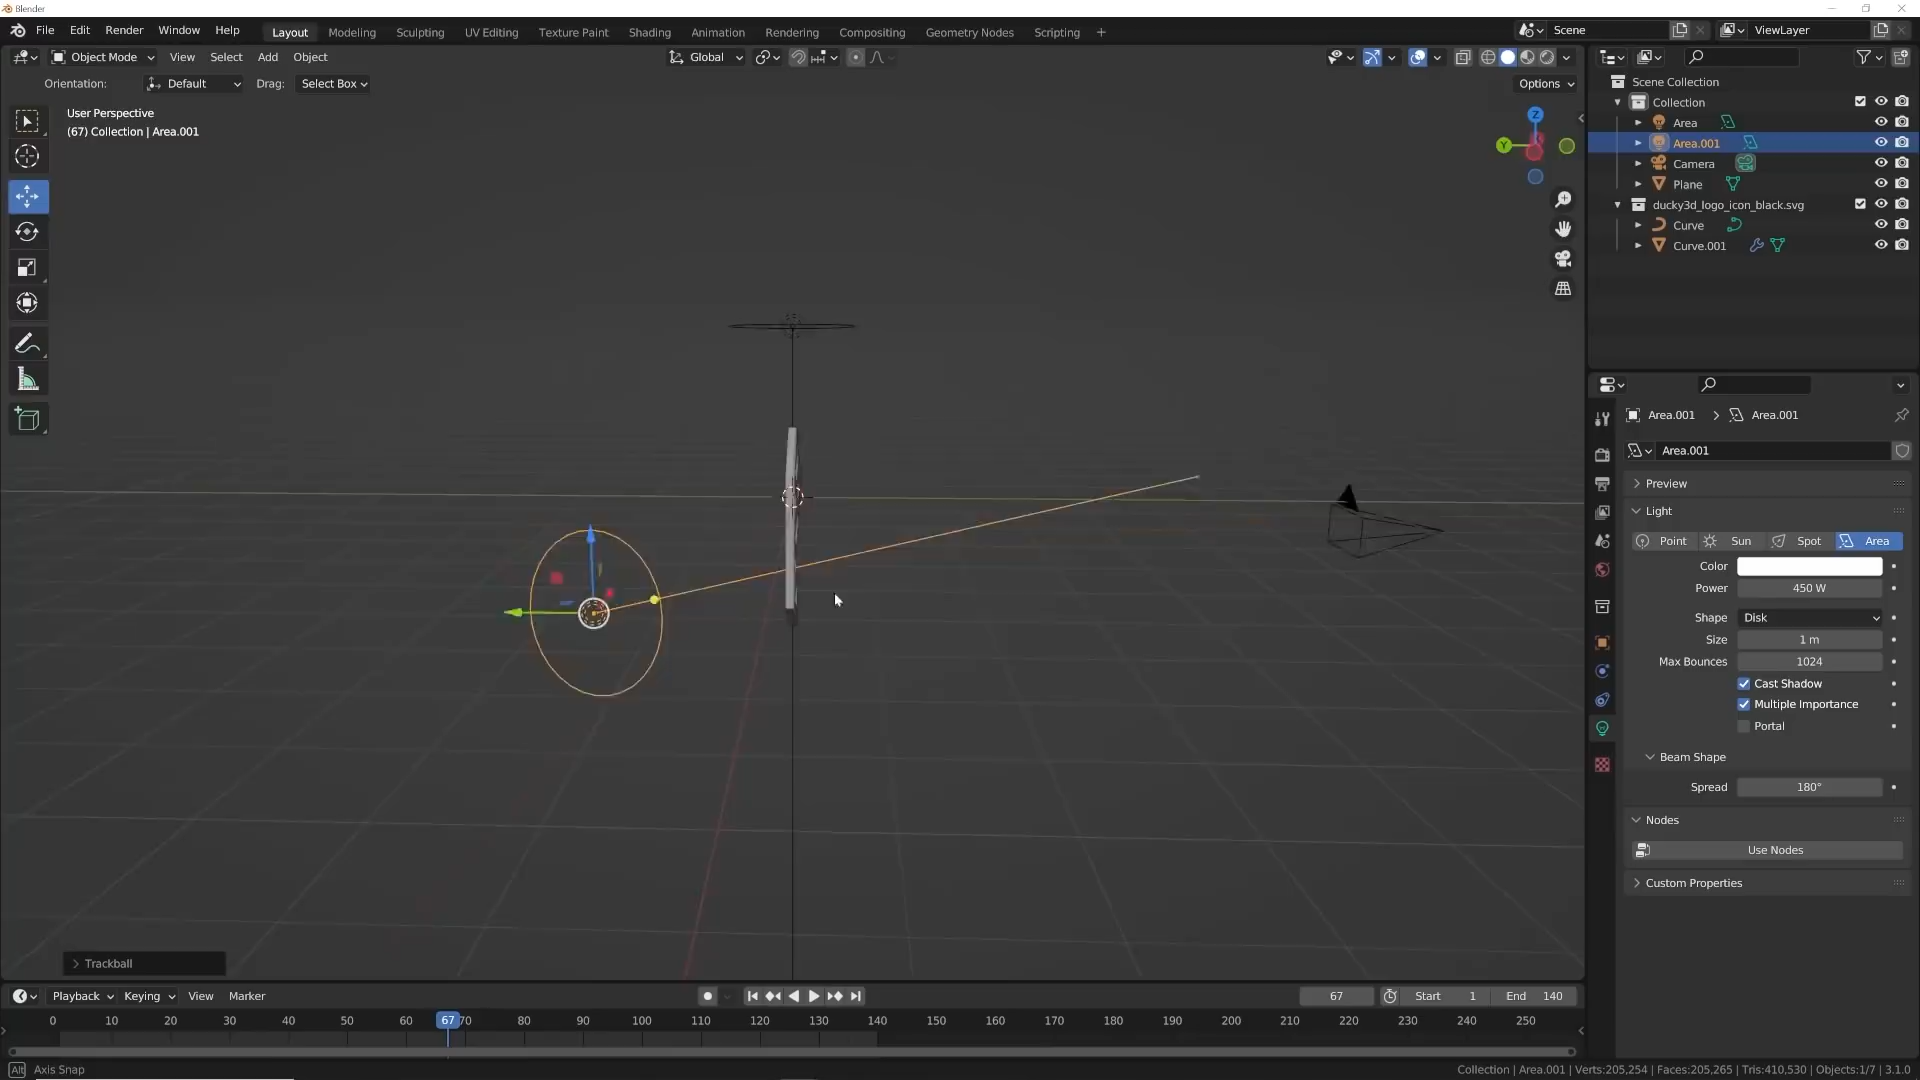 Blender
File Edit Render Window Help Layout Modeling Sculpting UV Editing Texture Paint Shading Animation Rendering Compositing Geometry Nodes Scripting + Scene ViewLayer
Object Mode View Select Add Object Global
Orientation: Default Drag: Select Box Options
User Perspective
(67) Collection | Area.001
Z
Y
Trackball
Scene Collection
Collection
Area
Area.001
Camera
Plane
ducky3d_logo_icon_black.svg
Curve
Curve.001
Area.001 > Area.001
Area.001
Preview
Light
Point Sun Spot Area
Color
Power 450 W
Shape Disk
Size 1 m
Max Bounces 1024
Cast Shadow
Multiple Importance
Portal
Beam Shape
Spread 180°
Nodes
Use Nodes
Custom Properties
Playback Keying View Marker 67 Start 1 End 140
0 10 20 30 40 50 60 67 70 80 90 100 110 120 130 140 150 160 170 180 190 200 210 220 230 240 250
Alt Axis Snap Collection | Area.001 | Verts:205,254 | Faces:205,265 | Tris:410,530 | Objects:1/7 | 3.1.0